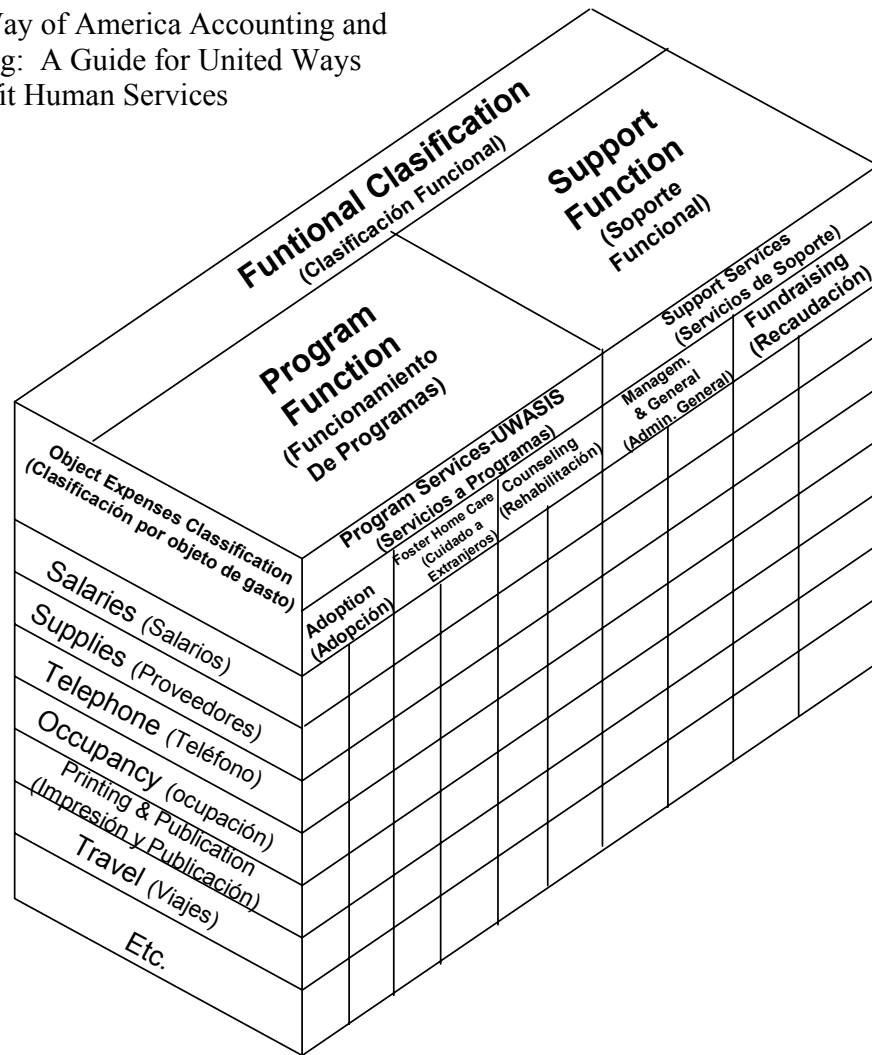 Way of America Accounting and
g: A Guide for United Ways
it Human Services
Funtional Clasification
(Clasificación Funcional)
Support
Function
(Soporte
Funcional)
Program
Function
(Funcionamiento
De Programas)
Support Services
(Servicios de Soporte)
Fundraising
(Recaudación)
Managem.
& General
(Admin. General)
Program Services-UWASIS
(Servicios a Programas)
Counseling
(Rehabilitación)
Foster Home Care
(Cuidado a
Extranjeros)
Adoption
(Adopción)
Object Expenses Classification
(Clasificación por objeto de gasto)
Salaries (Salarios)
Supplies (Proveedores)
Telephone (Teléfono)
Occupancy (ocupación)
Printing & Publication
(Impresión y Publicación)
Travel (Viajes)
Etc.